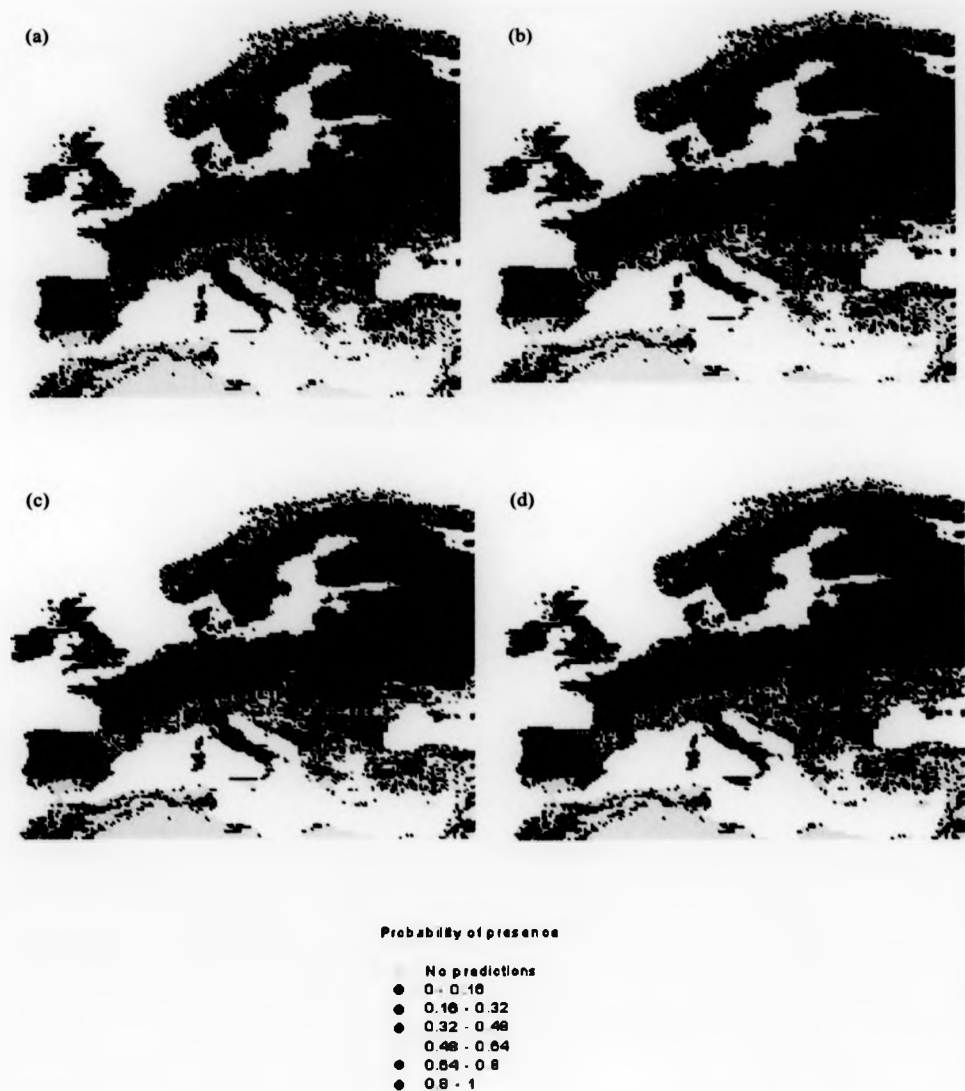 (a)
(b)
(c)
(d)
Probability of presence
No predictions
0 - 0.16
0.16 - 0.32
0.32 - 0.48
0.48 - 0.64
0.64 - 0.8
0.8 - 1